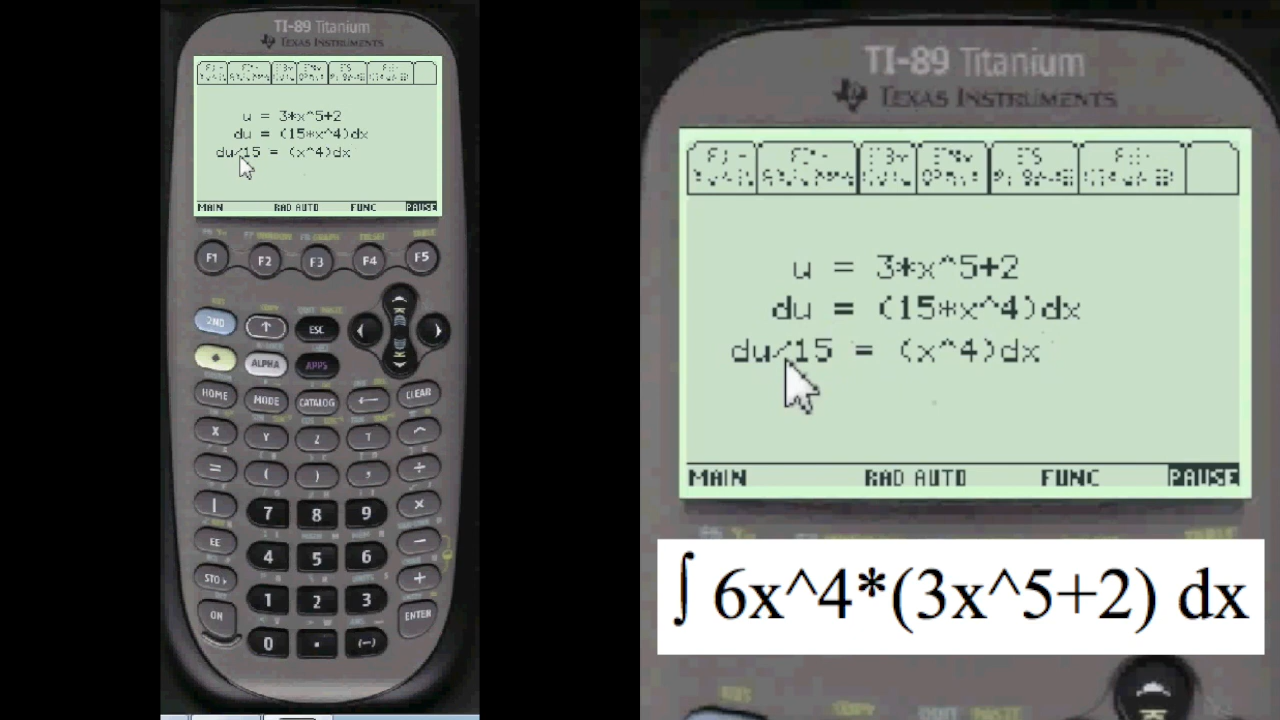 TI-89 Titanium
TEXAS INSTRUMENTS
u = 3*x^5+2
du = (15*x^4)dx
du/15 = (x^4)dx
MAIN RAD AUTO FUNC PAUSE
F1 F2 F3 F4 F5
2ND ↑ ESC
ALPHA APPS
HOME MODE CATALOG ← CLEAR
X Y Z T ^
= ( ) , ÷
| 7 8 9 ×
EE 4 5 6 −
STO▸ 1 2 3 +
ON 0 . (−) ENTER
TI-89 Titanium
TEXAS INSTRUMENTS
u = 3*x^5+2
du = (15*x^4)dx
du/15 = (x^4)dx
MAIN RAD AUTO FUNC PAUSE
∫ 6x^4*(3x^5+2) dx